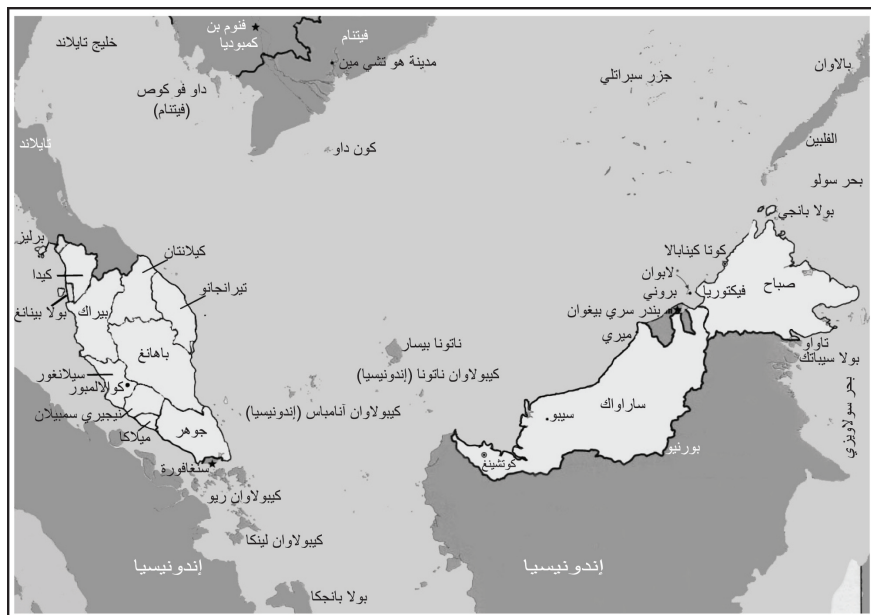 خليج تايلاند
فنوم بن
كمبوديا
فيتنام
مدينة هو تشي مين
داو فو كوص
(فيتنام)
جزر سبراتلي
بالاوان
كون داو
الفلبين
تايلاند
بحر سولو
بولا بانجي
برليز
كيلانتان
كوتا كينابالا
كيدا
لابوان
تيرانجانو
بروني
فيكتوريا
صباح
بولا بينانغ
بيراك
بندر سري بيغوان
ميري
ناتونا بيسار
تاواو
باهانغ
بولا سيباتك
سيلانغور
كيبولاوان ناتونا (إندونيسيا)
كوالالمبور
بحر سولاويزي
ساراواك
نيجيري سمبيلان
كيبولاوان آنامباس (إندونيسيا)
سيبو
جوهر
ميلاكا
بورنيو
كوتشينغ
سنغافورة
كيبولاوان ريو
كيبولاوان لينكا
إندونيسيا
إندونيسيا
بولا بانجكا